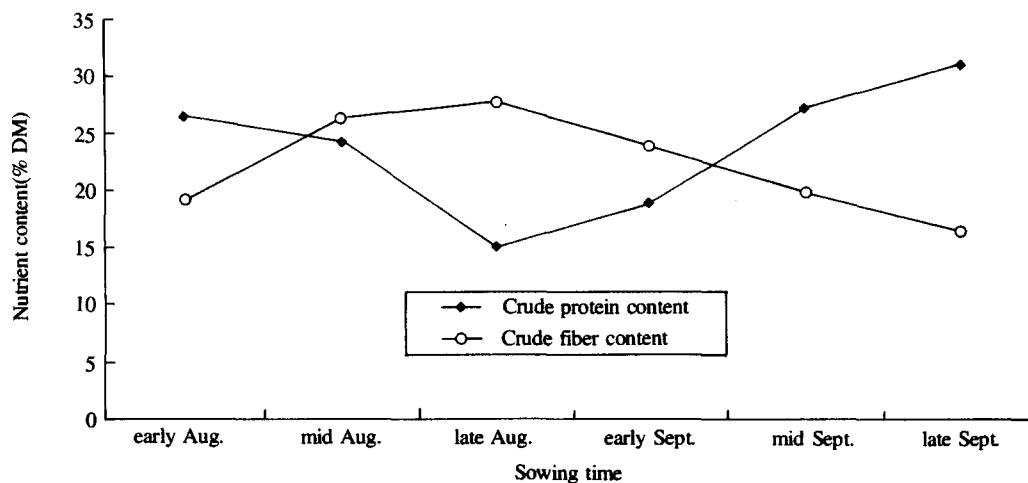 35
30
25
20
15
10
5
0
Nutrient content(% DM)
Crude protein content
Crude fiber content
early Aug.
mid Aug.
late Aug.
early Sept.
mid Sept.
late Sept.
Sowing time